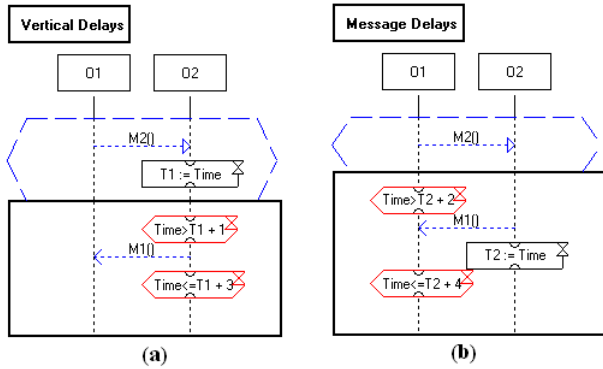 Vertical Delays
O1
O2
M2()
T1 := Time
Time>T1 + 1
M1()
Time<=T1 + 3
(a)
Message Delays
O1
O2
M2()
Time>T2 + 2
M1()
T2 := Time
Time<=T2 + 4
(b)